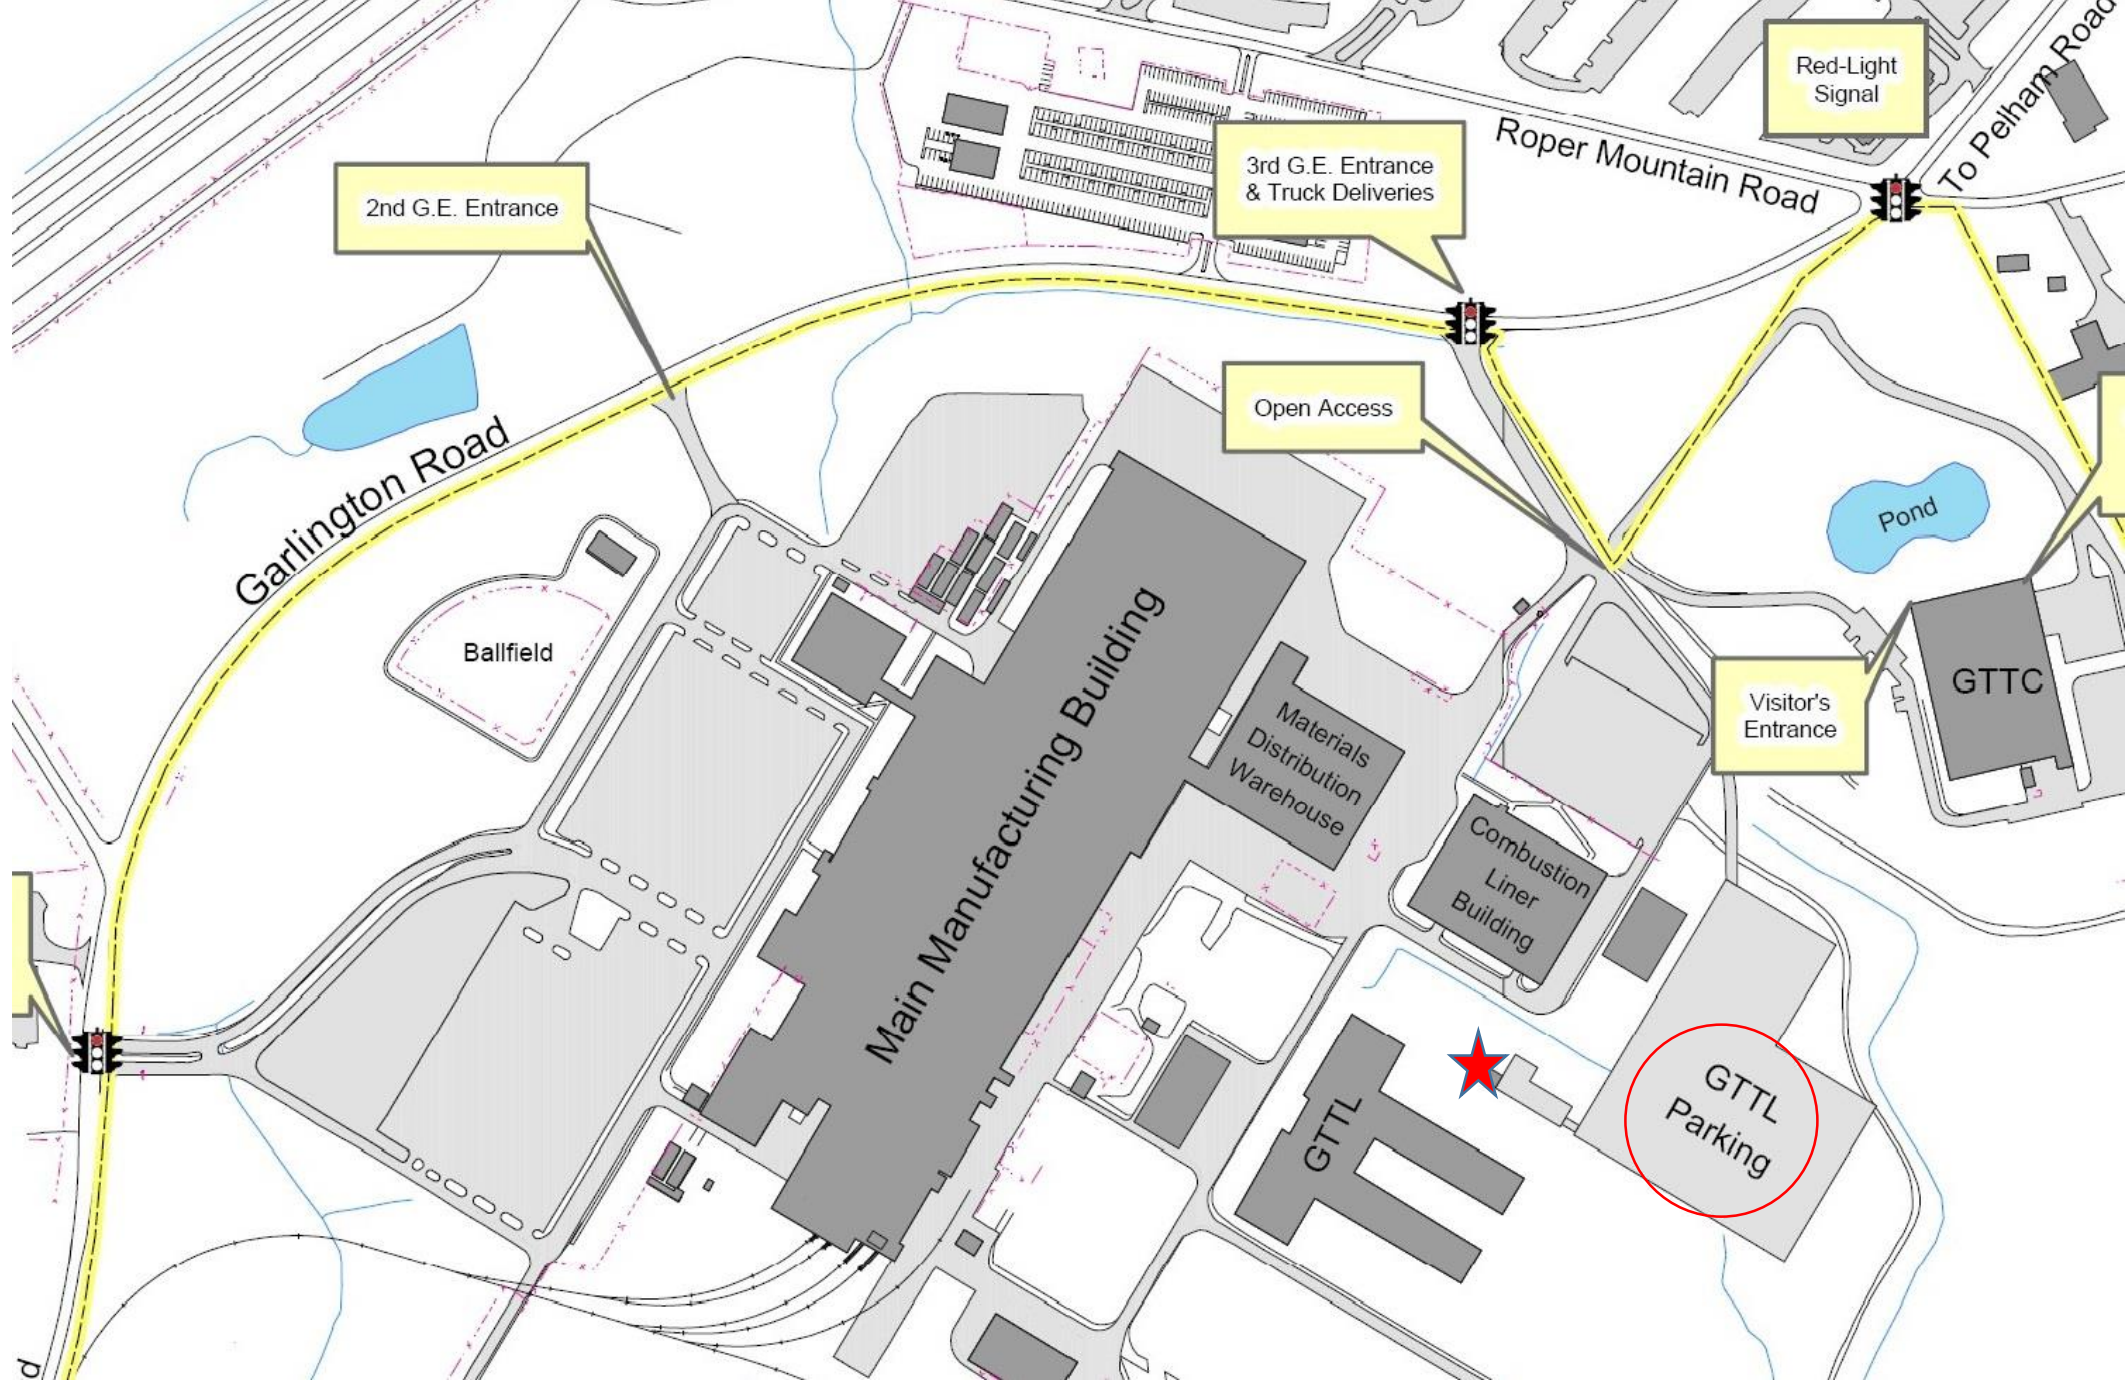 Red-Light
Signal
To Pelham Road
Roper Mountain Road
3rd G.E. Entrance
& Truck Deliveries
2nd G.E. Entrance
Open Access
Garlington Road
Pond
Ballfield
GTTC
Visitor's
Entrance
Main Manufacturing Building
Materials
Distribution
Warehouse
Combustion
Liner
Building
GTTL
GTTL
Parking
d